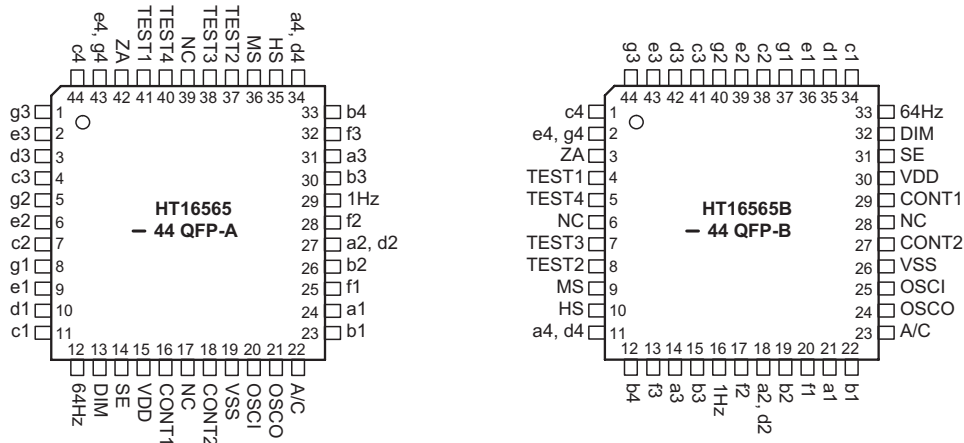 c4
e4, g4
ZA
TEST1
TEST4
NC
TEST3
TEST2
MS
HS
a4, d4
44 43 42 41 40 39 38 37 36 35 34
g3 1
e3 2
d3 3
c3 4
g2 5
e2 6
c2 7
g1 8
e1 9
d1 10
c1 11
HT16565
– 44 QFP-A
33 b4
32 f3
31 a3
30 b3
29 1Hz
28 f2
27 a2, d2
26 b2
25 f1
24 a1
23 b1
12 13 14 15 16 17 18 19 20 21 22
64Hz
DIM
SE
VDD
CONT1
NC
CONT2
VSS
OSCI
OSCO
A/C
g3
e3
d3
c3
g2
e2
c2
g1
e1
d1
c1
44 43 42 41 40 39 38 37 36 35 34
c4 1
e4, g4 2
ZA 3
TEST1 4
TEST4 5
NC 6
TEST3 7
TEST2 8
MS 9
HS 10
a4, d4 11
HT16565B
– 44 QFP-B
33 64Hz
32 DIM
31 SE
30 VDD
29 CONT1
28 NC
27 CONT2
26 VSS
25 OSCI
24 OSCO
23 A/C
12 13 14 15 16 17 18 19 20 21 22
b4
f3
a3
b3
1Hz
f2
a2, d2
b2
f1
a1
b1